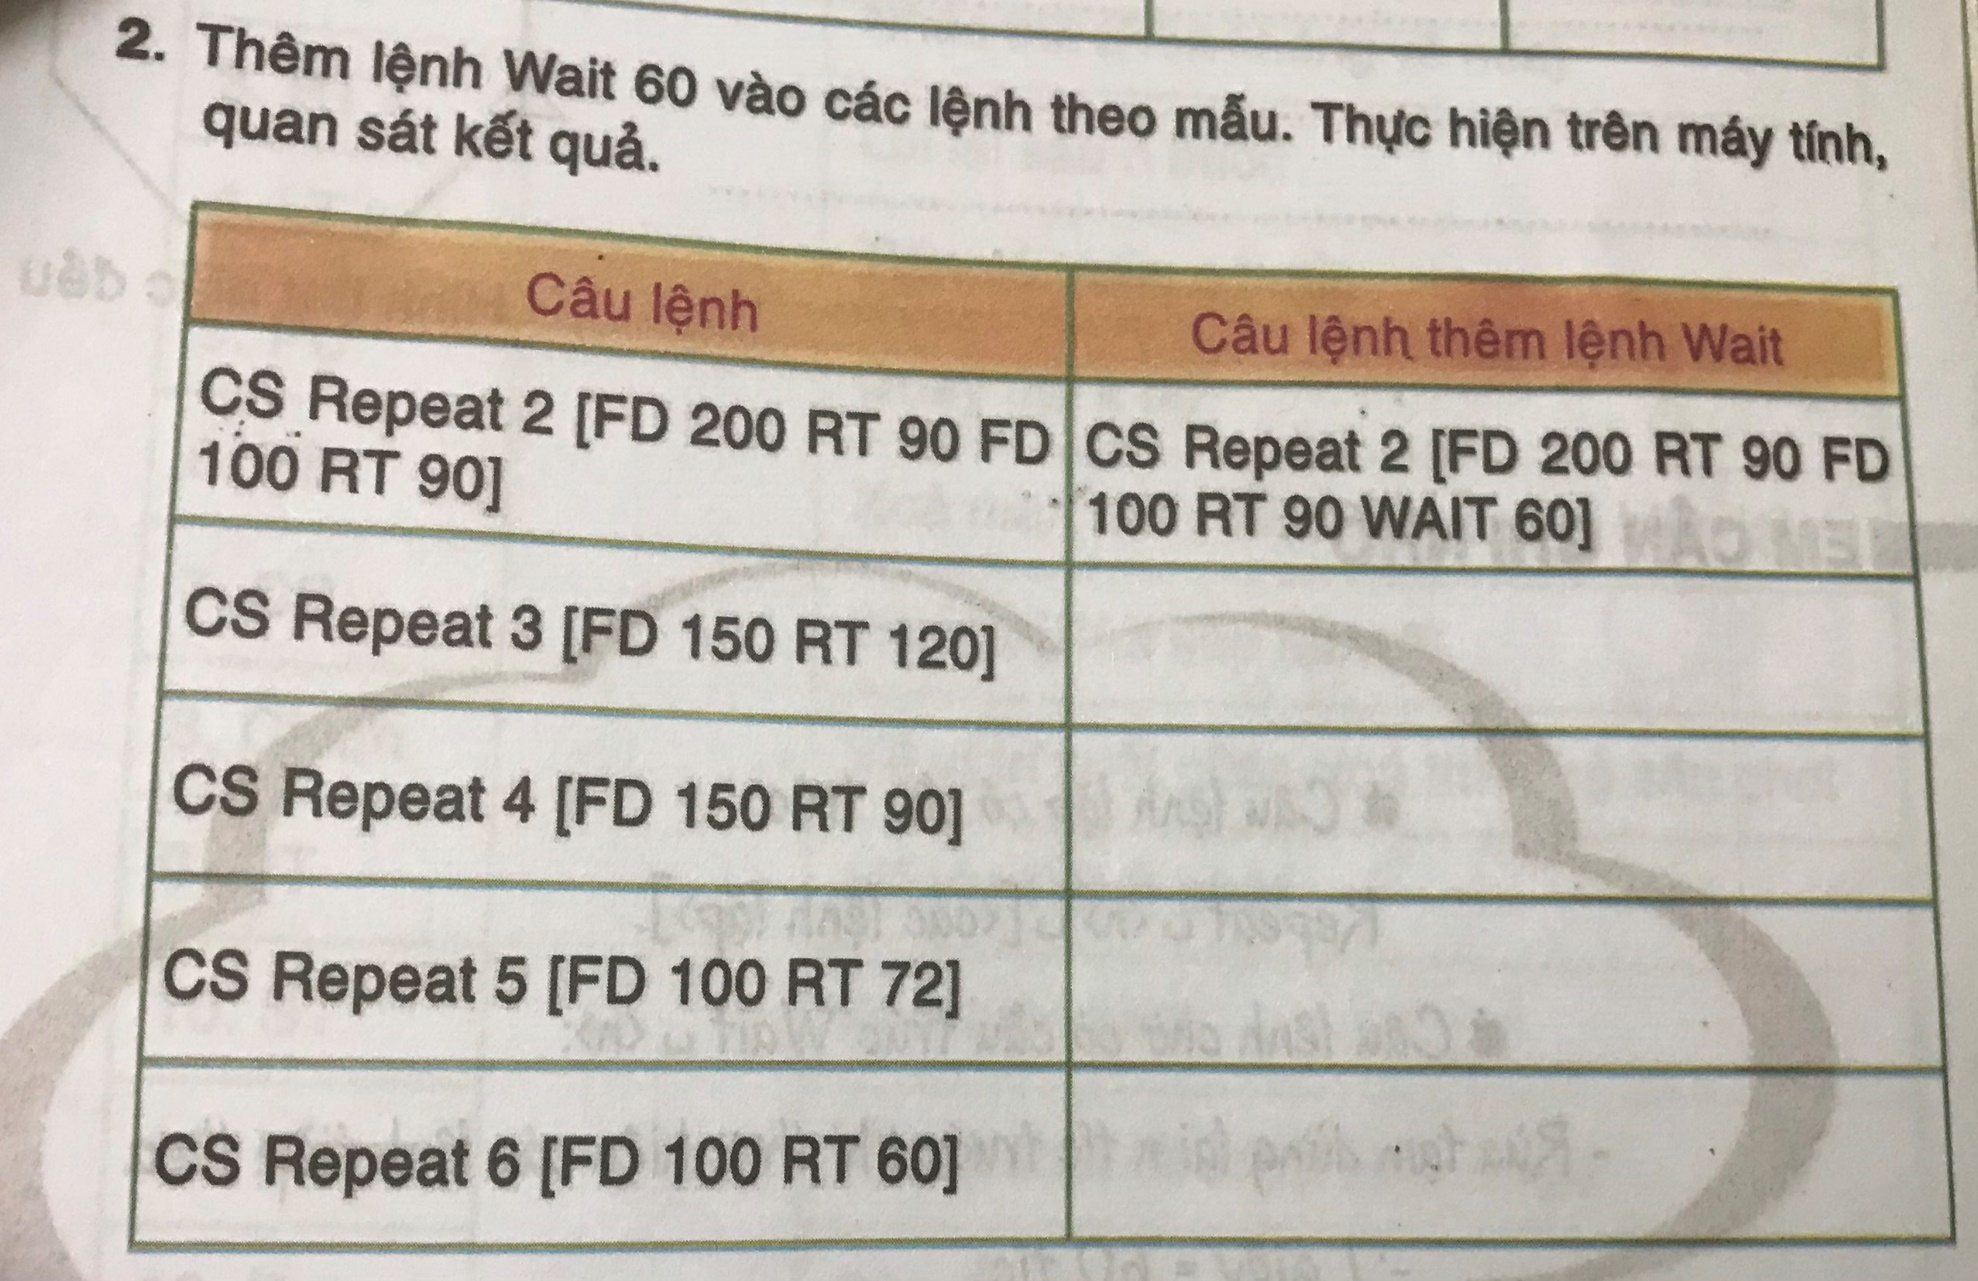 2. Thêm lệnh Wait 60 vào các lệnh theo mẫu. Thực hiện trên máy tính,
quan sát kết quả.
Câu lệnh
Câu lệnh thêm lệnh Wait
CS Repeat 2 [FD 200 RT 90 FD
100 RT 90]
CS Repeat 2 [FD 200 RT 90 FD
100 RT 90 WAIT 60]
CS Repeat 3 [FD 150 RT 120]
CS Repeat 4 [FD 150 RT 90]
CS Repeat 5 [FD 100 RT 72]
CS Repeat 6 [FD 100 RT 60]